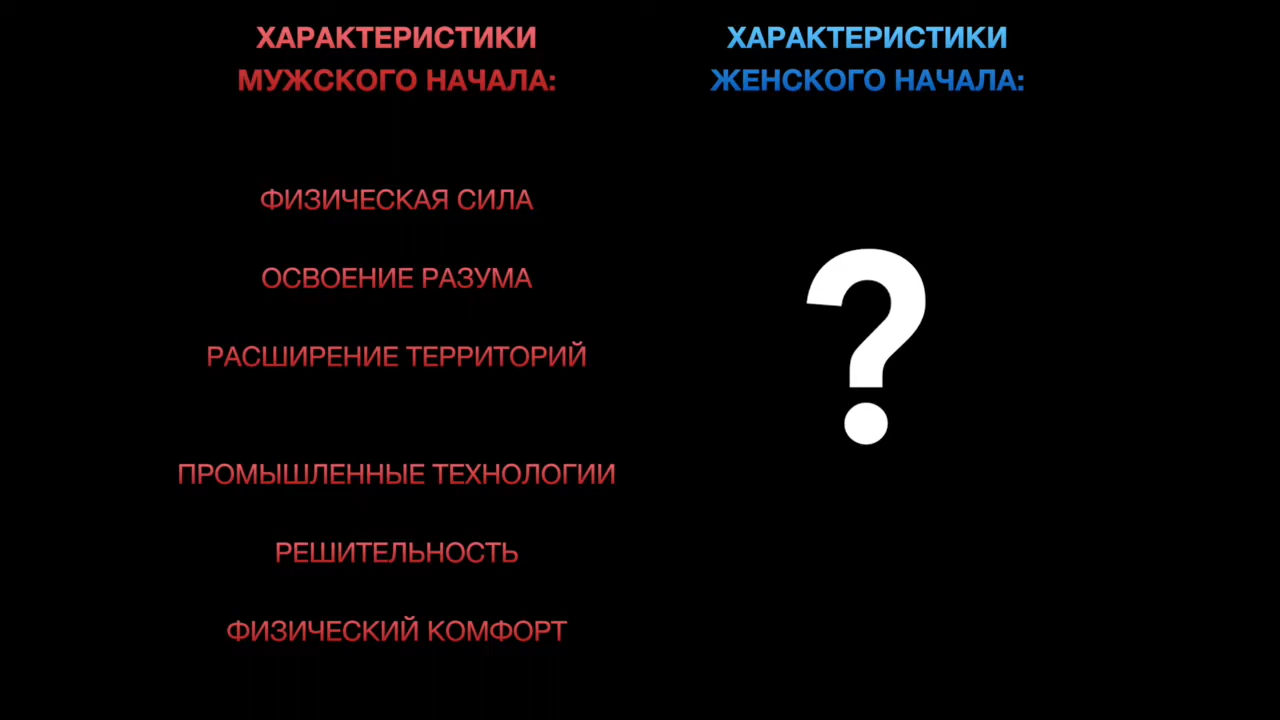 ХАРАКТЕРИСТИКИ
МУЖСКОГО НАЧАЛА:
ФИЗИЧЕСКАЯ СИЛА
ОСВОЕНИЕ РАЗУМА
РАСШИРЕНИЕ ТЕРРИТОРИЙ
ПРОМЫШЛЕННЫЕ ТЕХНОЛОГИИ
РЕШИТЕЛЬНОСТЬ
ФИЗИЧЕСКИЙ КОМФОРТ
ХАРАКТЕРИСТИКИ
ЖЕНСКОГО НАЧАЛА:
?